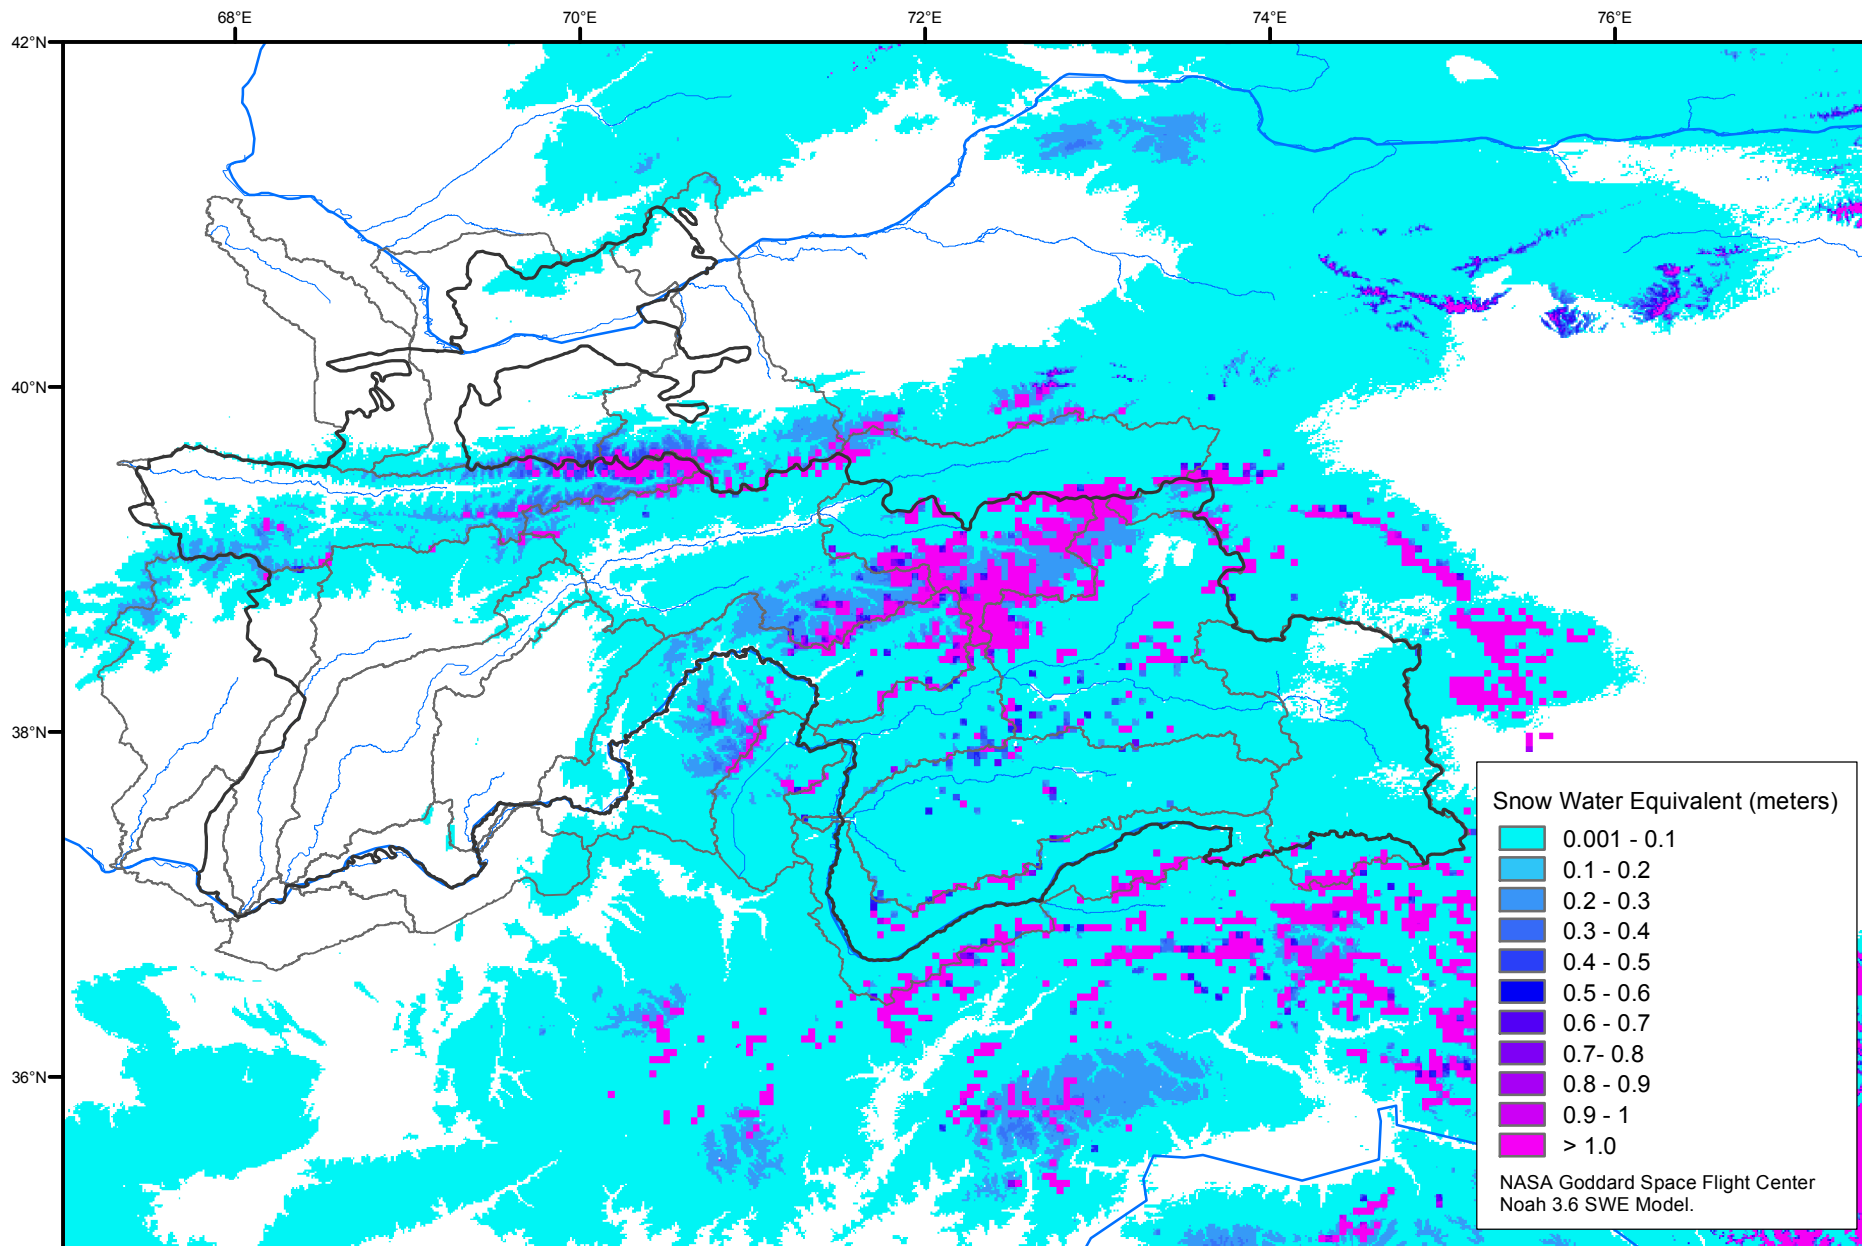 68°E
70°E
72°E
74°E
76°E
42°N
40°N
38°N
36°N
Snow Water Equivalent (meters)
0.001 - 0.1
0.1 - 0.2
0.2 - 0.3
0.3 - 0.4
0.4 - 0.5
0.5 - 0.6
0.6 - 0.7
0.7- 0.8
0.8 - 0.9
0.9 - 1
> 1.0
NASA Goddard Space Flight Center
Noah 3.6 SWE Model.